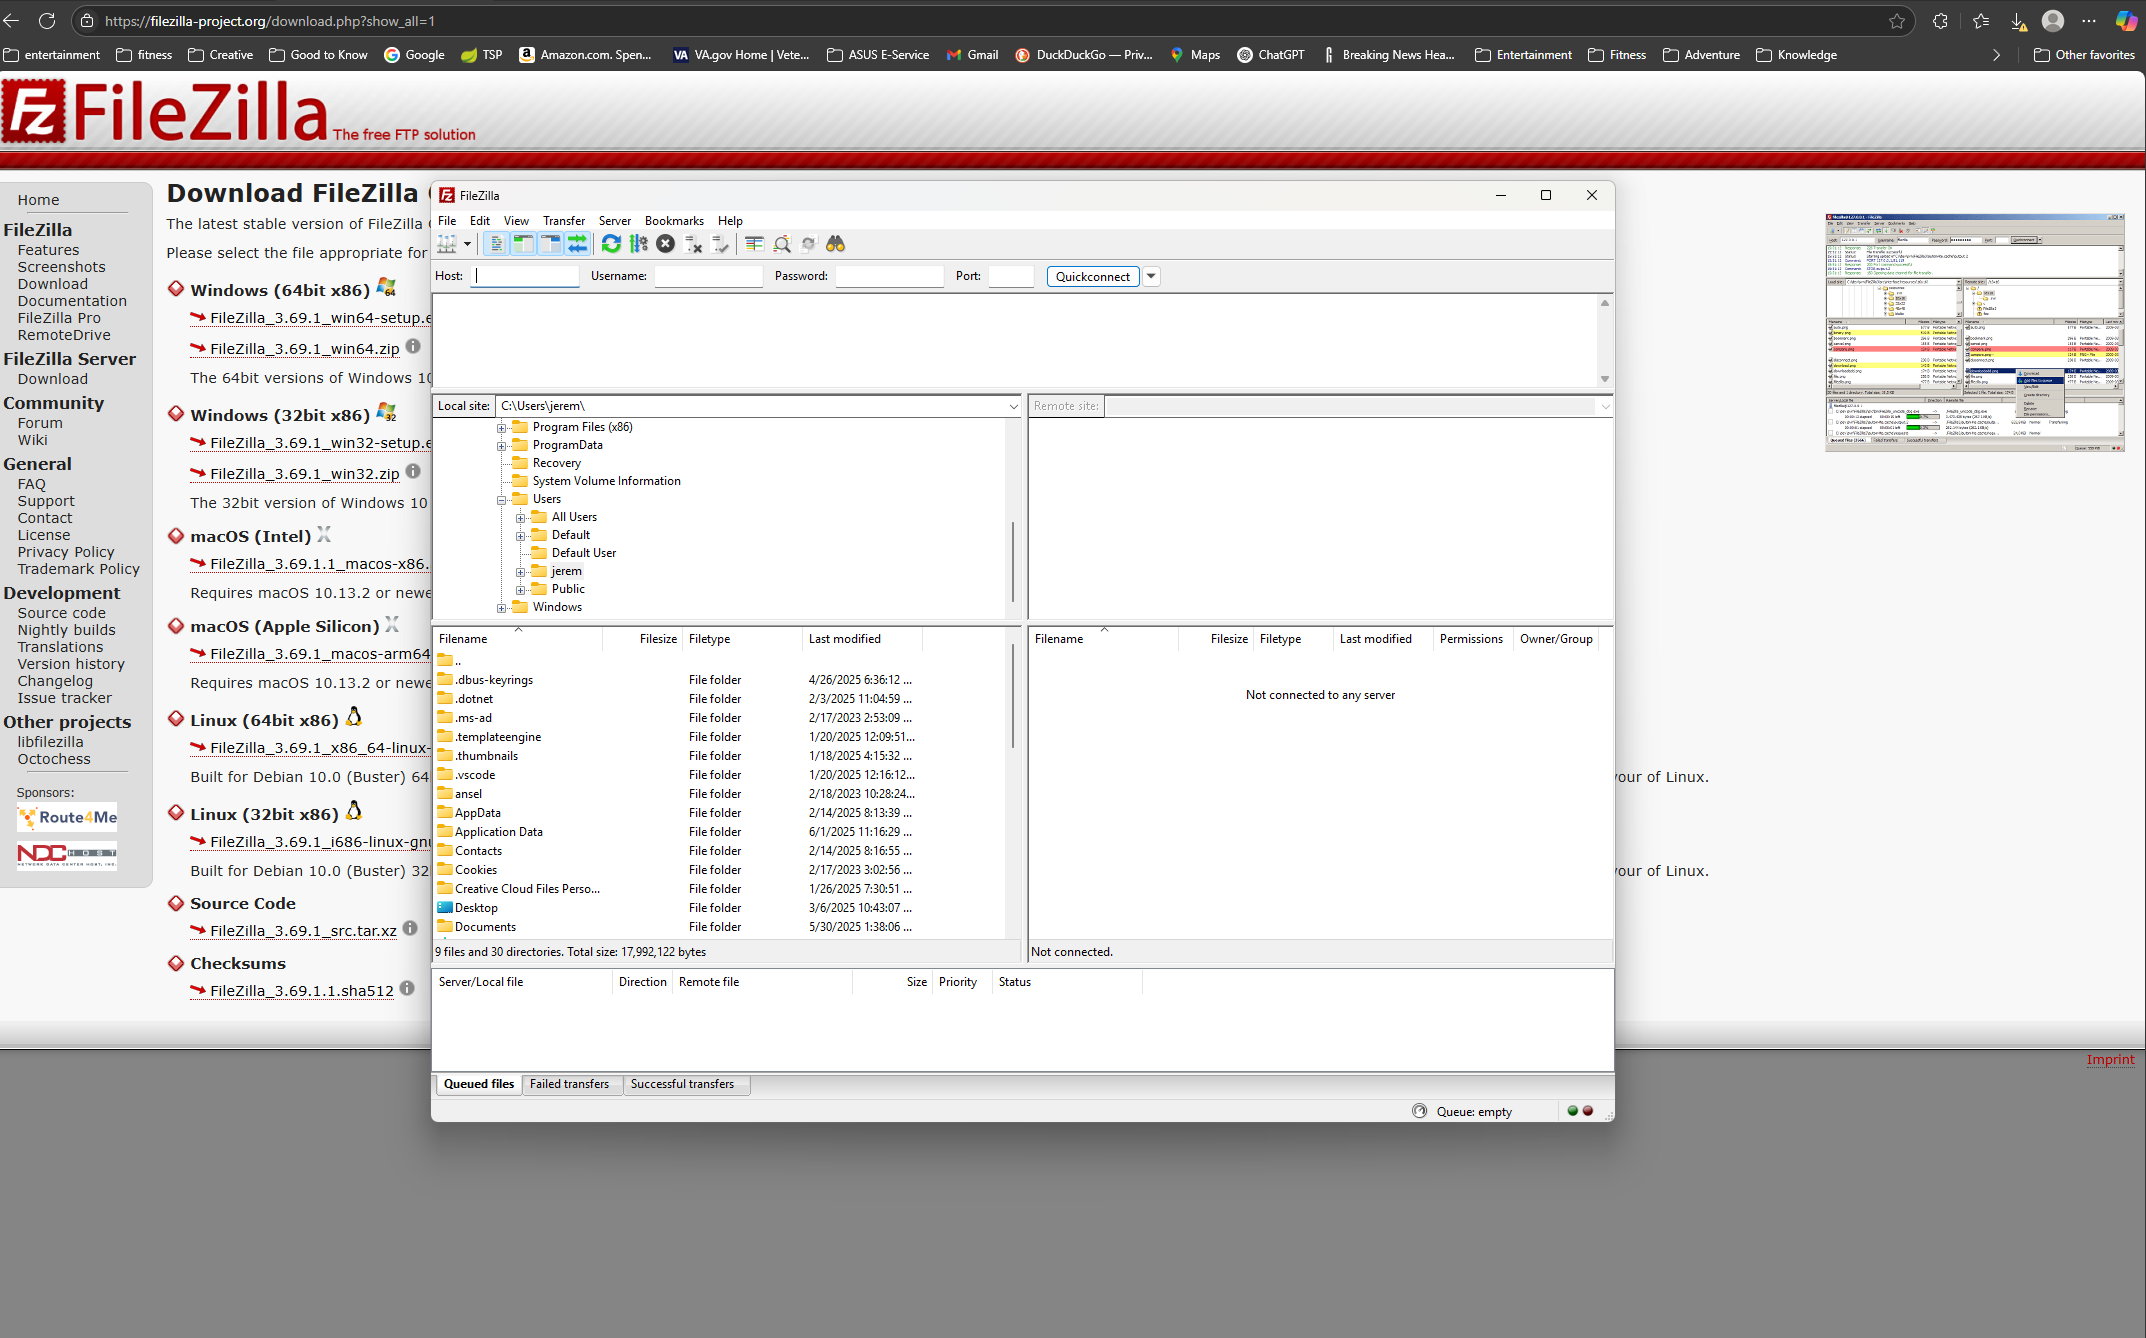 https://filezilla-project.org/download.php?show_all=1
entertainment fitness Creative Good to Know Google TSP Amazon.com. Spen... VA.gov Home | Vete... ASUS E-Service Gmail DuckDuckGo — Priv... Maps ChatGPT Breaking News Hea... Entertainment Fitness Adventure Knowledge Other favorites
FileZilla The free FTP solution
Home
FileZilla
Features
Screenshots
Download
Documentation
FileZilla Pro
RemoteDrive
FileZilla Server
Download
Community
Forum
Wiki
General
FAQ
Support
Contact
License
Privacy Policy
Trademark Policy
Development
Source code
Nightly builds
Translations
Version history
Changelog
Issue tracker
Other projects
libfilezilla
Octochess
Sponsors:
Route4Me
NDC HOST
Download FileZilla
The latest stable version of FileZilla
Please select the file appropriate for
Windows (64bit x86)
FileZilla_3.69.1_win64-setup.e
FileZilla_3.69.1_win64.zip
The 64bit versions of Windows 10
Windows (32bit x86)
FileZilla_3.69.1_win32-setup.e
FileZilla_3.69.1_win32.zip
The 32bit version of Windows 10
macOS (Intel)
FileZilla_3.69.1.1_macos-x86.
Requires macOS 10.13.2 or newe
macOS (Apple Silicon)
FileZilla_3.69.1_macos-arm64
Requires macOS 10.13.2 or newe
Linux (64bit x86)
FileZilla_3.69.1_x86_64-linux-
Built for Debian 10.0 (Buster) 64
our of Linux.
Linux (32bit x86)
FileZilla_3.69.1_i686-linux-gnu
Built for Debian 10.0 (Buster) 32
our of Linux.
Source Code
FileZilla_3.69.1_src.tar.xz
Checksums
FileZilla_3.69.1.1.sha512
Imprint
FileZilla
File Edit View Transfer Server Bookmarks Help
Host: Username: Password: Port: Quickconnect
Local site: C:\Users\jerem\
Program Files (x86)
ProgramData
Recovery
System Volume Information
Users
All Users
Default
Default User
jerem
Public
Windows
Remote site:
Filename Filesize Filetype Last modified
..
.dbus-keyrings File folder 4/26/2025 6:36:12 ...
.dotnet File folder 2/3/2025 11:04:59 ...
.ms-ad File folder 2/17/2023 2:53:09 ...
.templateengine File folder 1/20/2025 12:09:51...
.thumbnails File folder 1/18/2025 4:15:32 ...
.vscode File folder 1/20/2025 12:16:12...
ansel File folder 2/18/2023 10:28:24...
AppData File folder 2/14/2025 8:13:39 ...
Application Data File folder 6/1/2025 11:16:29 ...
Contacts File folder 2/14/2025 8:16:55 ...
Cookies File folder 2/17/2023 3:02:56 ...
Creative Cloud Files Perso... File folder 1/26/2025 7:30:51 ...
Desktop File folder 3/6/2025 10:43:07 ...
Documents File folder 5/30/2025 1:38:06 ...
9 files and 30 directories. Total size: 17,992,122 bytes
Filename Filesize Filetype Last modified Permissions Owner/Group
Not connected to any server
Not connected.
Server/Local file Direction Remote file Size Priority Status
Queued files Failed transfers Successful transfers
Queue: empty